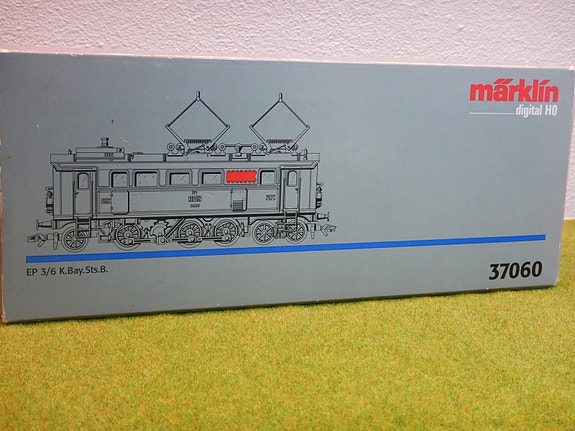 märklin
digital H0
EP 3/6 K.Bay.Sts.B.
37060